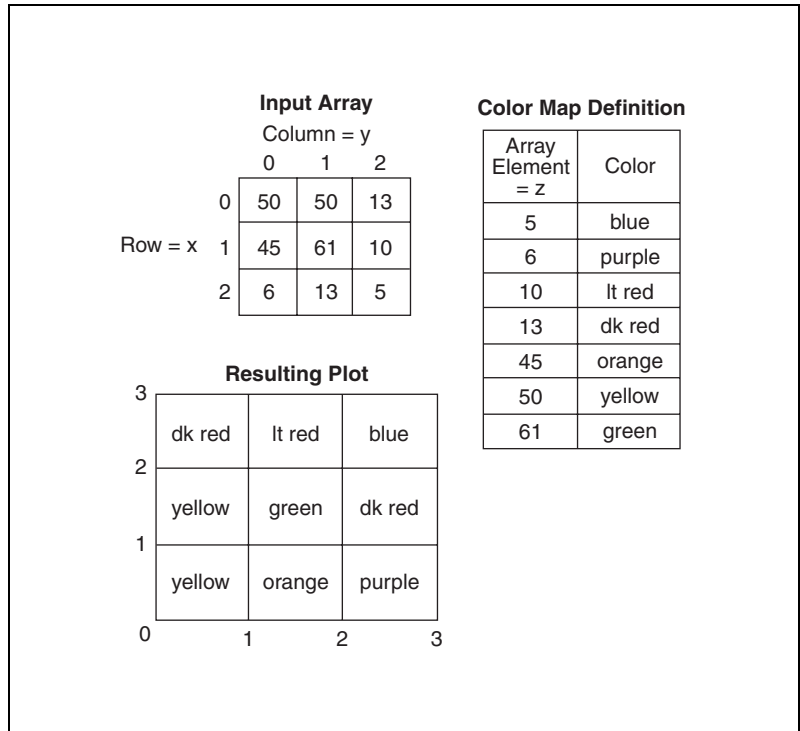 Input Array
Column = y
0 1 2
0 50 50 13
Row = x 1 45 61 10
2 6 13 5
Color Map Definition
Array
Element
= z
Color
5 blue
6 purple
10 lt red
13 dk red
45 orange
50 yellow
61 green
Resulting Plot
3
dk red lt red blue
2
yellow green dk red
1
yellow orange purple
0 1 2 3